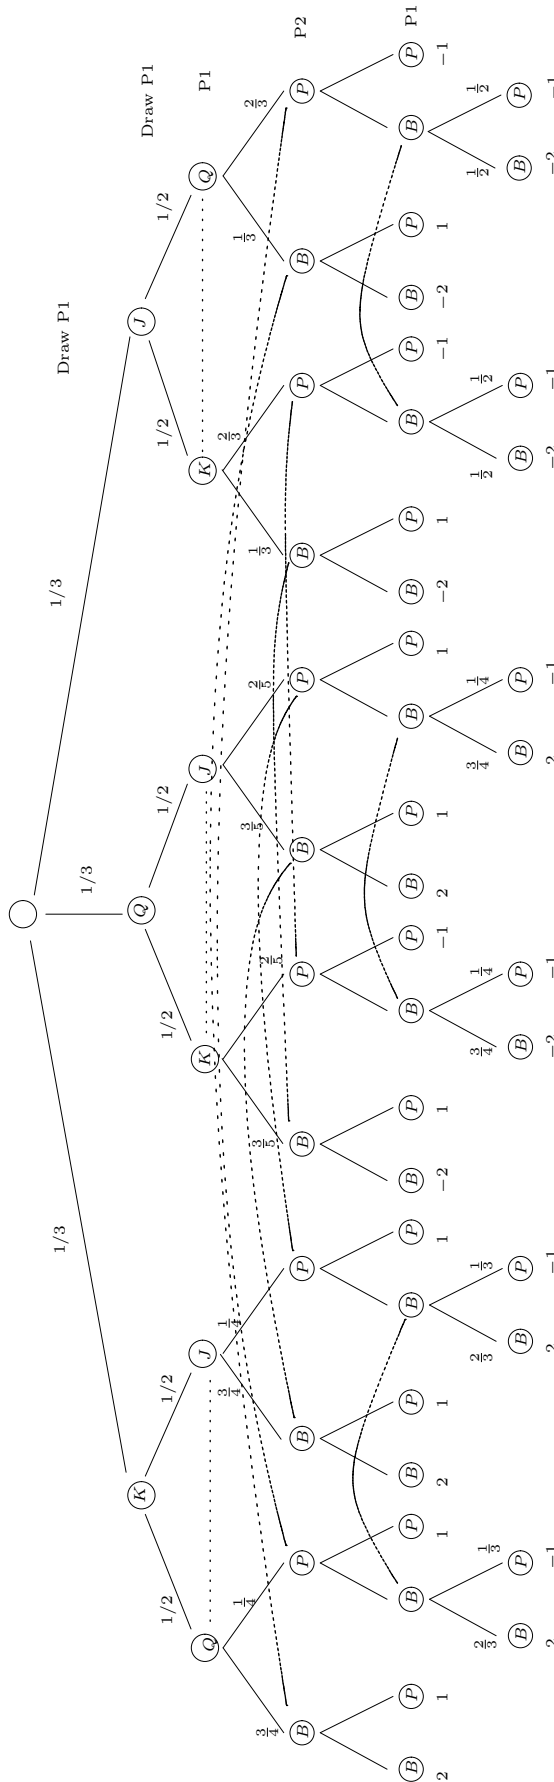 Draw P1
1/3 1/3 1/3
K Q J Draw P1
1/2 1/2 1/2 1/2 1/2 1/2
Q J K J K Q P1
3/4 1/4 3/4 1/4 3/5 2/5 3/5 2/5 1/3 2/3 1/3 2/3
B P B P B P B P B P B P P2
B P B P B P B P B P B P B P B P B P B P B P B P P1
2 1 1 2 1 1 −2 1 −1 2 1 1 −2 1 −1 −2 1 −1
2/3 1/3 2/3 1/3 3/4 1/4 3/4 1/4 1/2 1/2 1/2 1/2
B P B P B P B P B P B P
2 −1 2 −1 −2 −1 2 −1 −2 −1 −2 −1